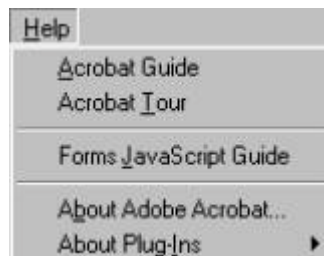 Help
Acrobat Guide
Acrobat Tour
Forms JavaScript Guide
About Adobe Acrobat...
About Plug-Ins